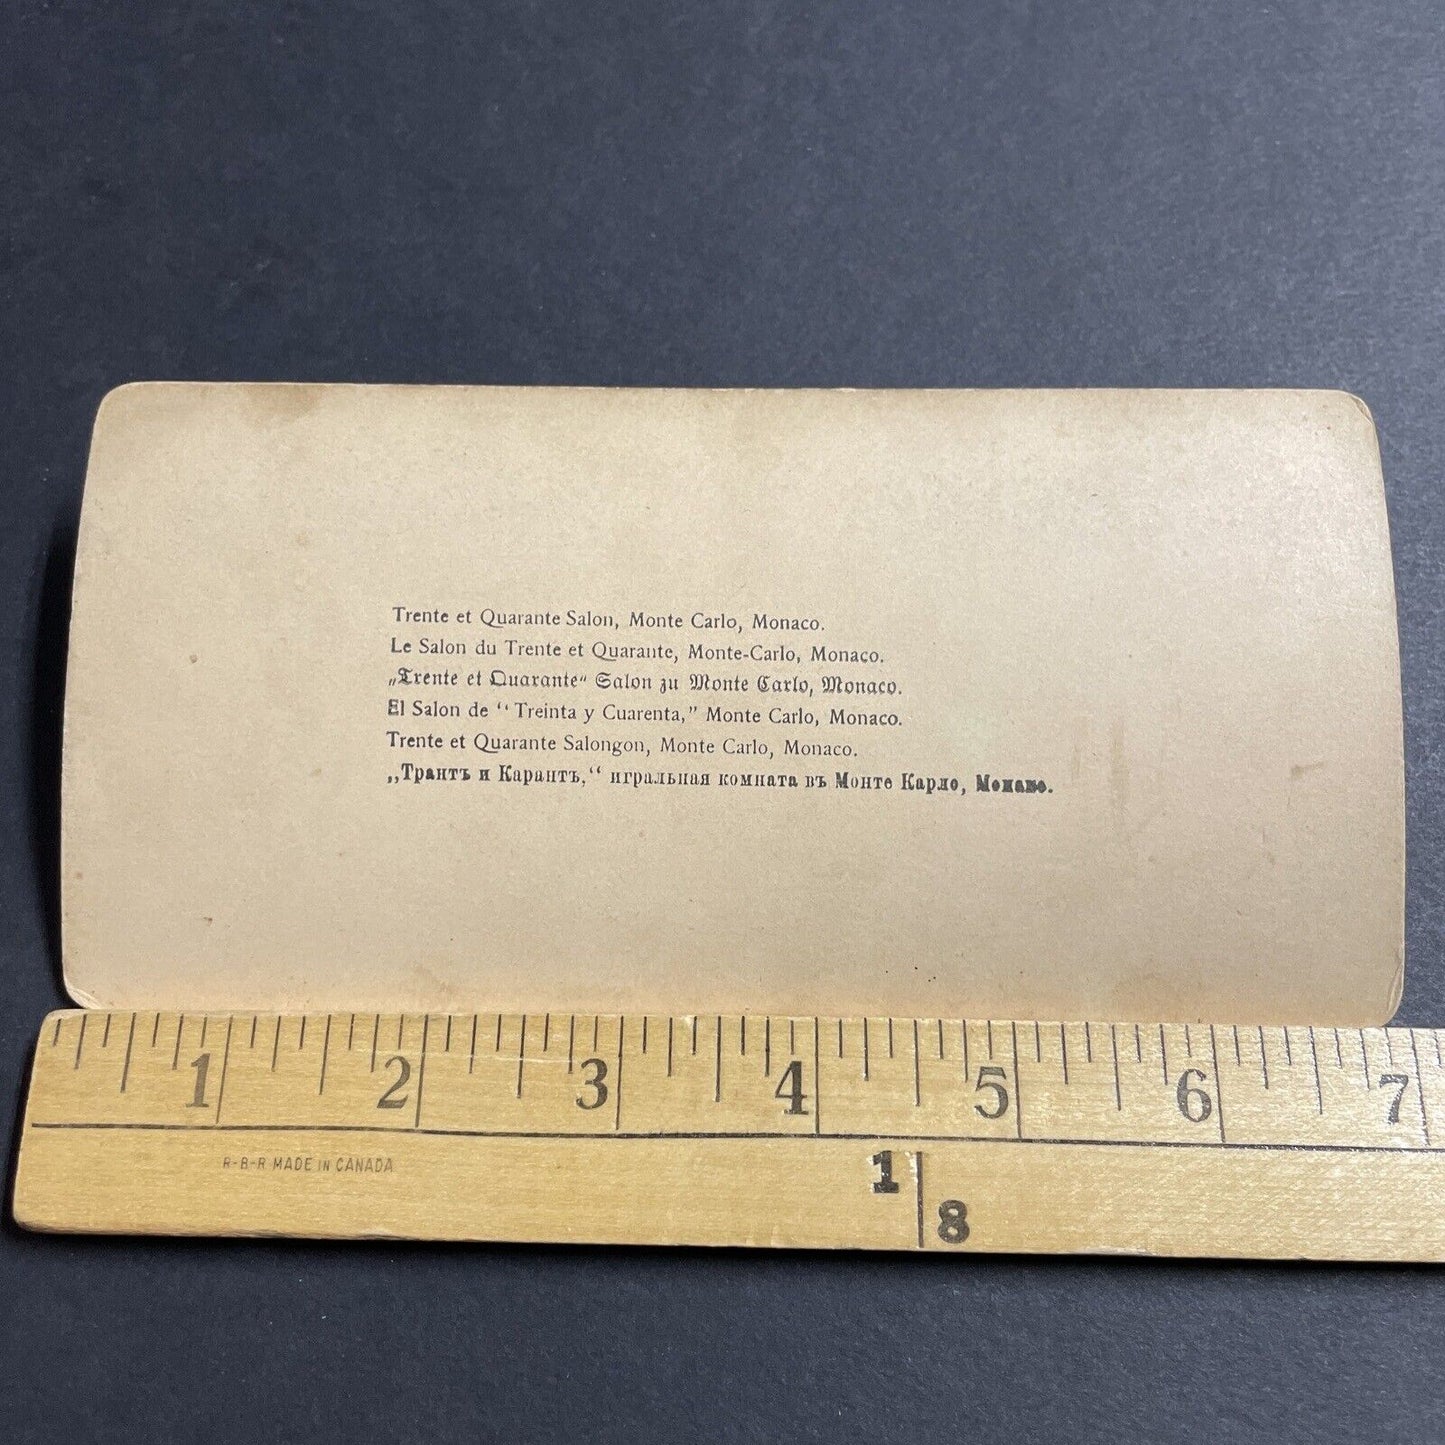 Trente et Quarante Salon, Monte Carlo, Monaco.
Le Salon du Trente et Quarante, Monte-Carlo, Monaco.
„Trente et Quarante“ Salon zu Monte Carlo, Monaco.
El Salon de “Treinta y Cuarenta,” Monte Carlo, Monaco.
Trente et Quarante Salongon, Monte Carlo, Monaco.
„Трантъ и Карантъ,“ игральная комната въ Монте Карло, Монако.
1 2 3 4 5 6 7
R-B-R MADE IN CANADA
1
8